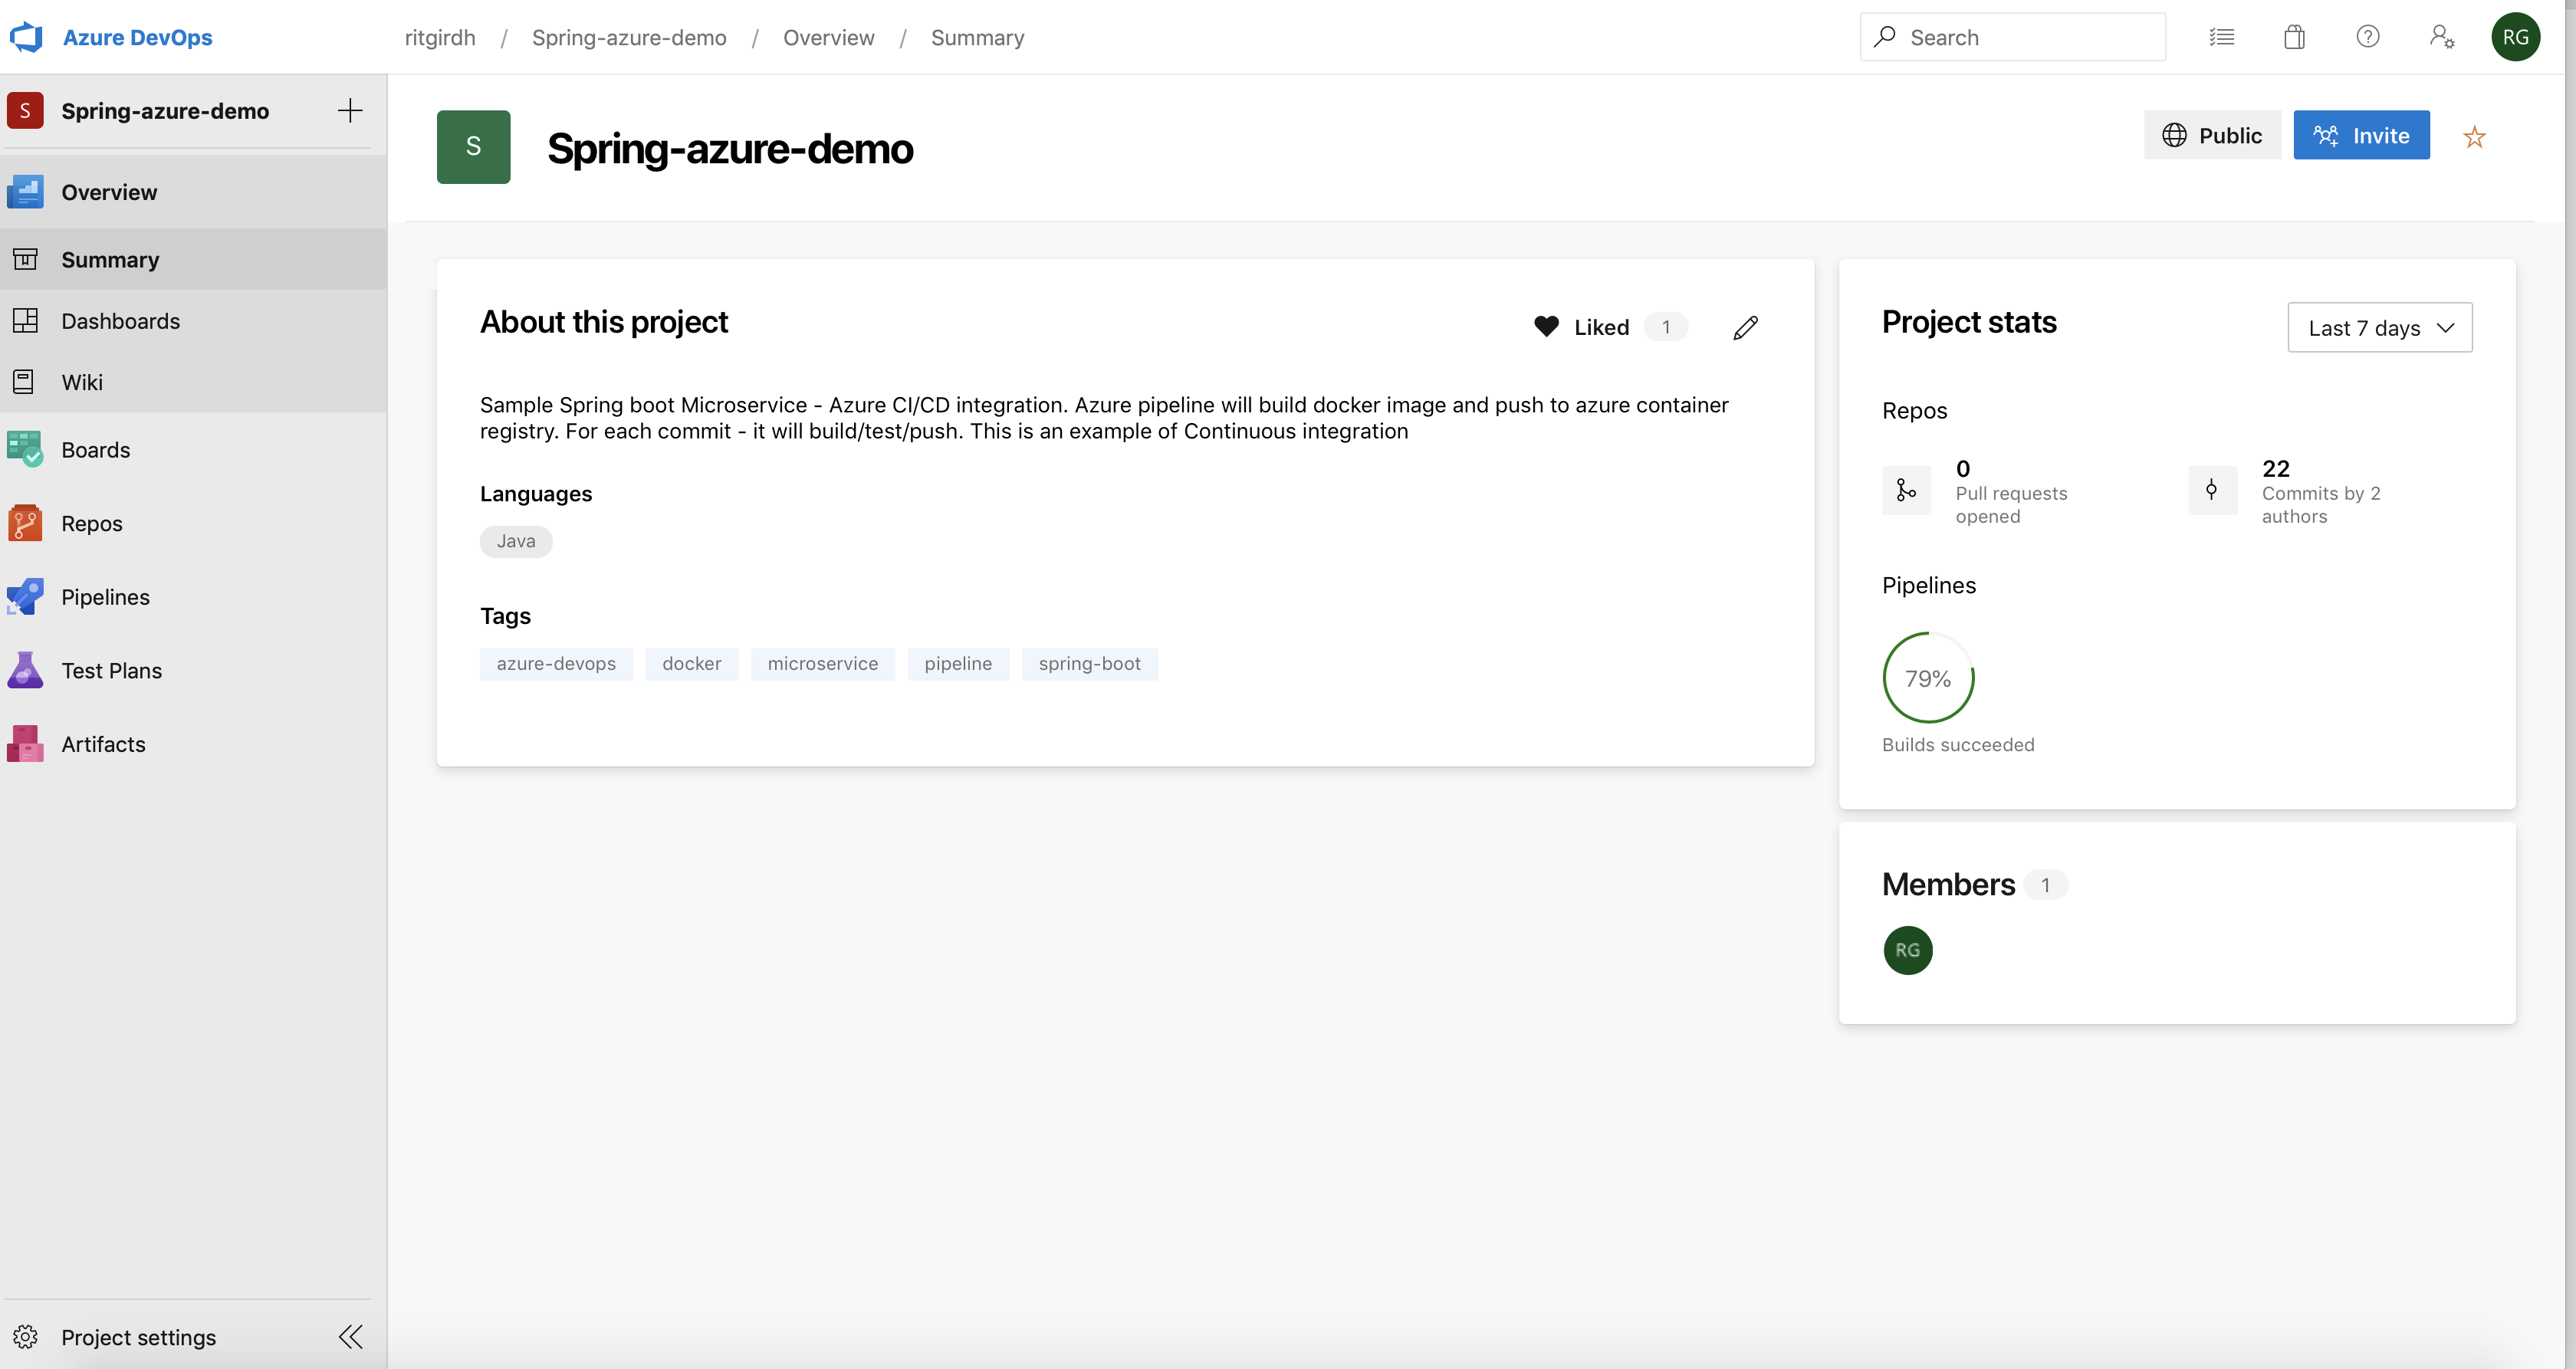 Azure DevOps
ritgirdh / Spring-azure-demo / Overview / Summary
Search
RG
S Spring-azure-demo
Overview
Summary
Dashboards
Wiki
Boards
Repos
Pipelines
Test Plans
Artifacts
Project settings
S Spring-azure-demo
Public
Invite
About this project
Liked 1
Sample Spring boot Microservice - Azure CI/CD integration. Azure pipeline will build docker image and push to azure container
registry. For each commit - it will build/test/push. This is an example of Continuous integration
Languages
Java
Tags
azure-devops docker microservice pipeline spring-boot
Project stats
Last 7 days
Repos
0
Pull requests
opened
22
Commits by 2
authors
Pipelines
79%
Builds succeeded
Members 1
RG